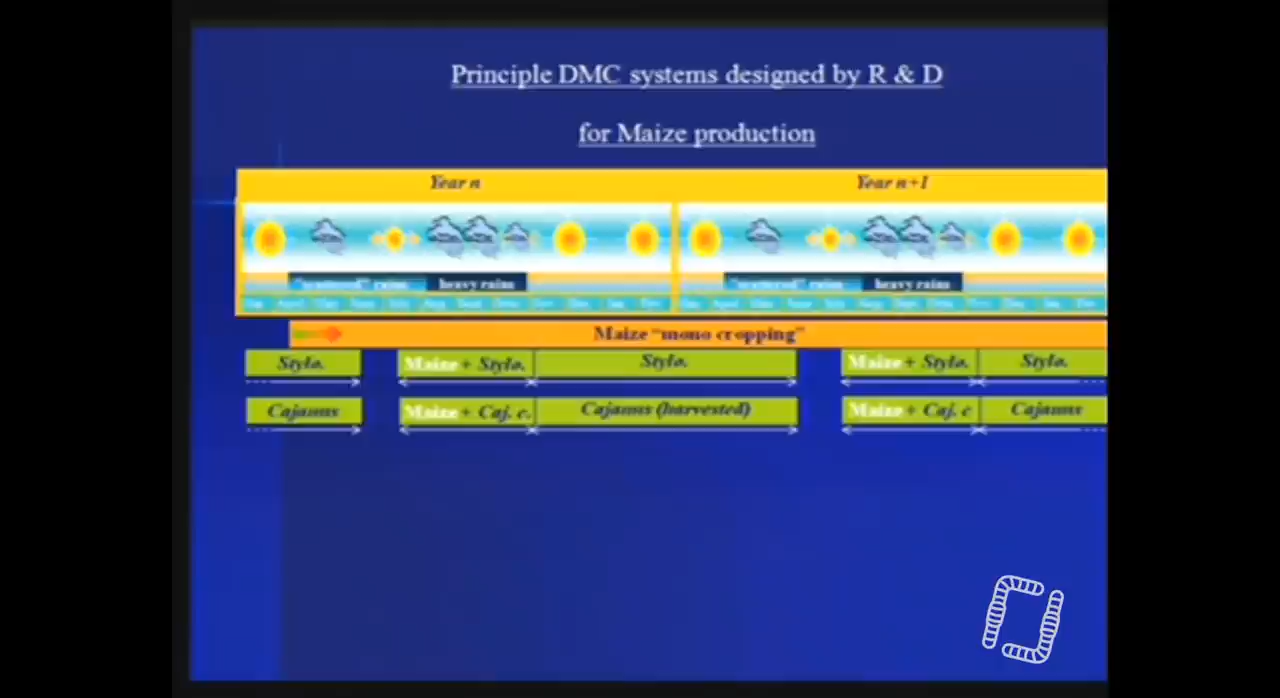 Principle DMC systems designed by R & D
for Maize production
Year n Year n+1
"scattered" rains heavy rains "scattered" rains heavy rains
Maize "mono cropping"
Stylo. Maize + Stylo. Stylo. Maize + Stylo. Stylo.
Cajanus Maize + Caj. c. Cajanus (harvested) Maize + Caj. c Cajanus